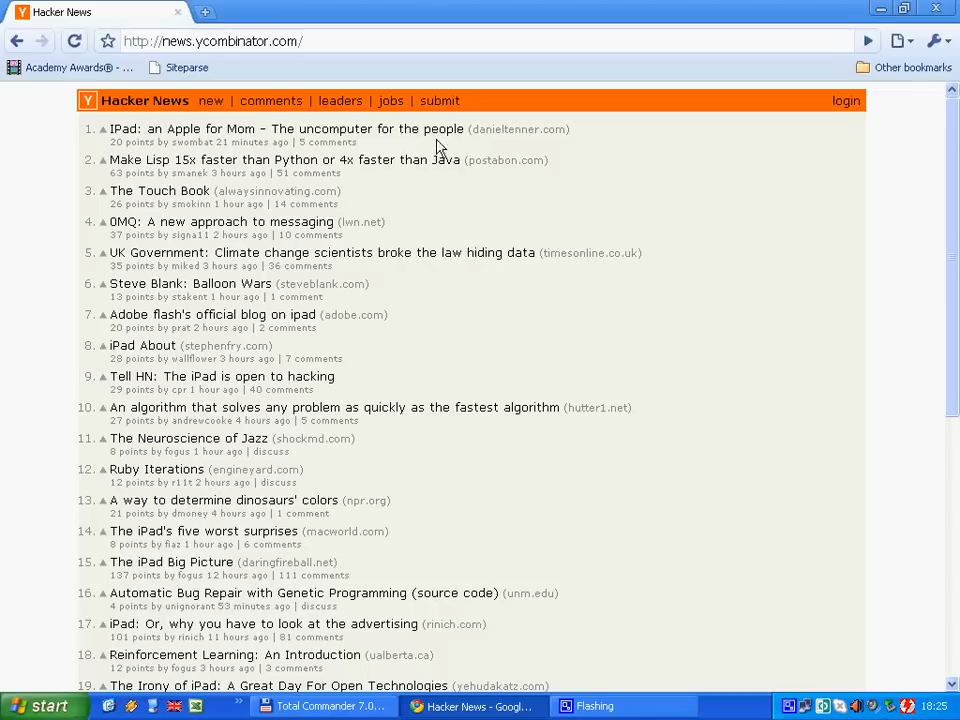 Hacker News
http://news.ycombinator.com/
Academy Awards® - ...
Siteparse
Other bookmarks
Y Hacker News new | comments | leaders | jobs | submit login
1. IPad: an Apple for Mom – The uncomputer for the people (danieltenner.com)
20 points by swombat 21 minutes ago | 5 comments
2. Make Lisp 15x faster than Python or 4x faster than Java (postabon.com)
63 points by smanek 3 hours ago | 51 comments
3. The Touch Book (alwaysinnovating.com)
26 points by smokinn 1 hour ago | 14 comments
4. 0MQ: A new approach to messaging (lwn.net)
37 points by signa11 2 hours ago | 10 comments
5. UK Government: Climate change scientists broke the law hiding data (timesonline.co.uk)
35 points by miked 3 hours ago | 36 comments
6. Steve Blank: Balloon Wars (steveblank.com)
13 points by stakent 1 hour ago | 1 comment
7. Adobe flash's official blog on ipad (adobe.com)
20 points by prat 2 hours ago | 2 comments
8. iPad About (stephenfry.com)
28 points by wallflower 3 hours ago | 7 comments
9. Tell HN: The iPad is open to hacking
29 points by cpr 1 hour ago | 40 comments
10. An algorithm that solves any problem as quickly as the fastest algorithm (hutter1.net)
27 points by andrewcooke 4 hours ago | 5 comments
11. The Neuroscience of Jazz (shockmd.com)
8 points by fogus 1 hour ago | discuss
12. Ruby Iterations (engineyard.com)
12 points by r11t 2 hours ago | discuss
13. A way to determine dinosaurs' colors (npr.org)
21 points by dmoney 4 hours ago | 1 comment
14. The iPad's five worst surprises (macworld.com)
8 points by fiaz 1 hour ago | 6 comments
15. The iPad Big Picture (daringfireball.net)
137 points by fogus 12 hours ago | 111 comments
16. Automatic Bug Repair with Genetic Programming (source code) (unm.edu)
4 points by unignorant 53 minutes ago | discuss
17. iPad: Or, why you have to look at the advertising (rinich.com)
101 points by rinich 11 hours ago | 81 comments
18. Reinforcement Learning: An Introduction (ualberta.ca)
12 points by fogus 3 hours ago | 3 comments
19. The Irony of iPad: A Great Day For Open Technologies (yehudakatz.com)
start
Total Commander 7.0...
Hacker News - Googl...
Flashing
18:25